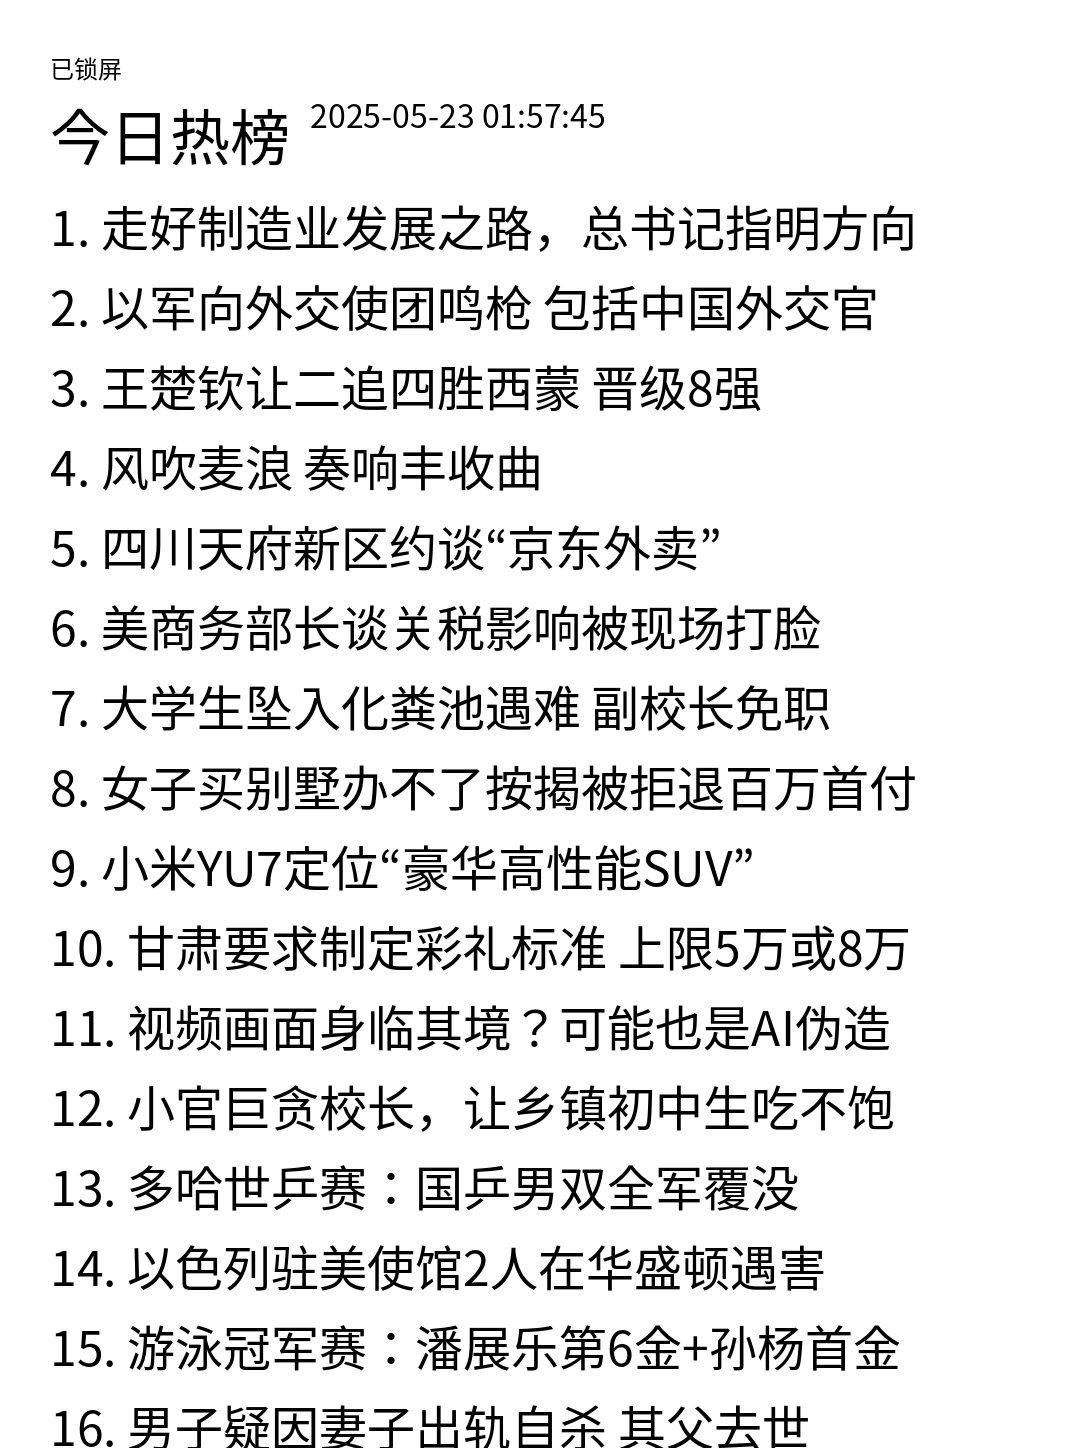 已锁屏
今日热榜 2025-05-23 01:57:45
1. 走好制造业发展之路，总书记指明方向
2. 以军向外交使团鸣枪 包括中国外交官
3. 王楚钦让二追四胜西蒙 晋级8强
4. 风吹麦浪 奏响丰收曲
5. 四川天府新区约谈“京东外卖”
6. 美商务部长谈关税影响被现场打脸
7. 大学生坠入化粪池遇难 副校长免职
8. 女子买别墅办不了按揭被拒退百万首付
9. 小米YU7定位“豪华高性能SUV”
10. 甘肃要求制定彩礼标准 上限5万或8万
11. 视频画面身临其境？可能也是AI伪造
12. 小官巨贪校长，让乡镇初中生吃不饱
13. 多哈世乒赛：国乒男双全军覆没
14. 以色列驻美使馆2人在华盛顿遇害
15. 游泳冠军赛：潘展乐第6金+孙杨首金
16. 男子疑因妻子出轨自杀 其父去世